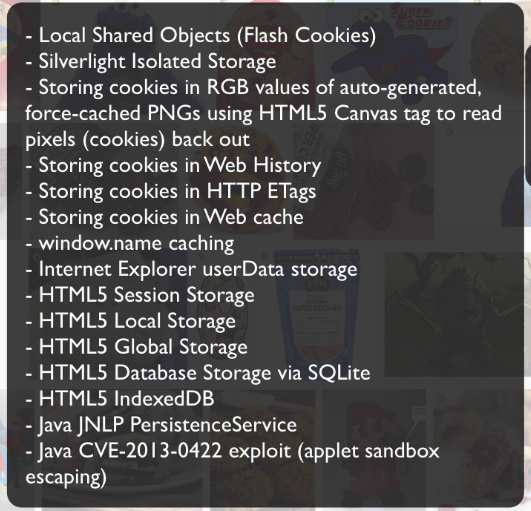 - Local Shared Objects (Flash Cookies)
- Silverlight Isolated Storage
- Storing cookies in RGB values of auto-generated,
force-cached PNGs using HTML5 Canvas tag to read
pixels (cookies) back out
- Storing cookies in Web History
- Storing cookies in HTTP ETags
- Storing cookies in Web cache
- window.name caching
- Internet Explorer userData storage
- HTML5 Session Storage
- HTML5 Local Storage
- HTML5 Global Storage
- HTML5 Database Storage via SQLite
- HTML5 IndexedDB
- Java JNLP PersistenceService
- Java CVE-2013-0422 exploit (applet sandbox
escaping)